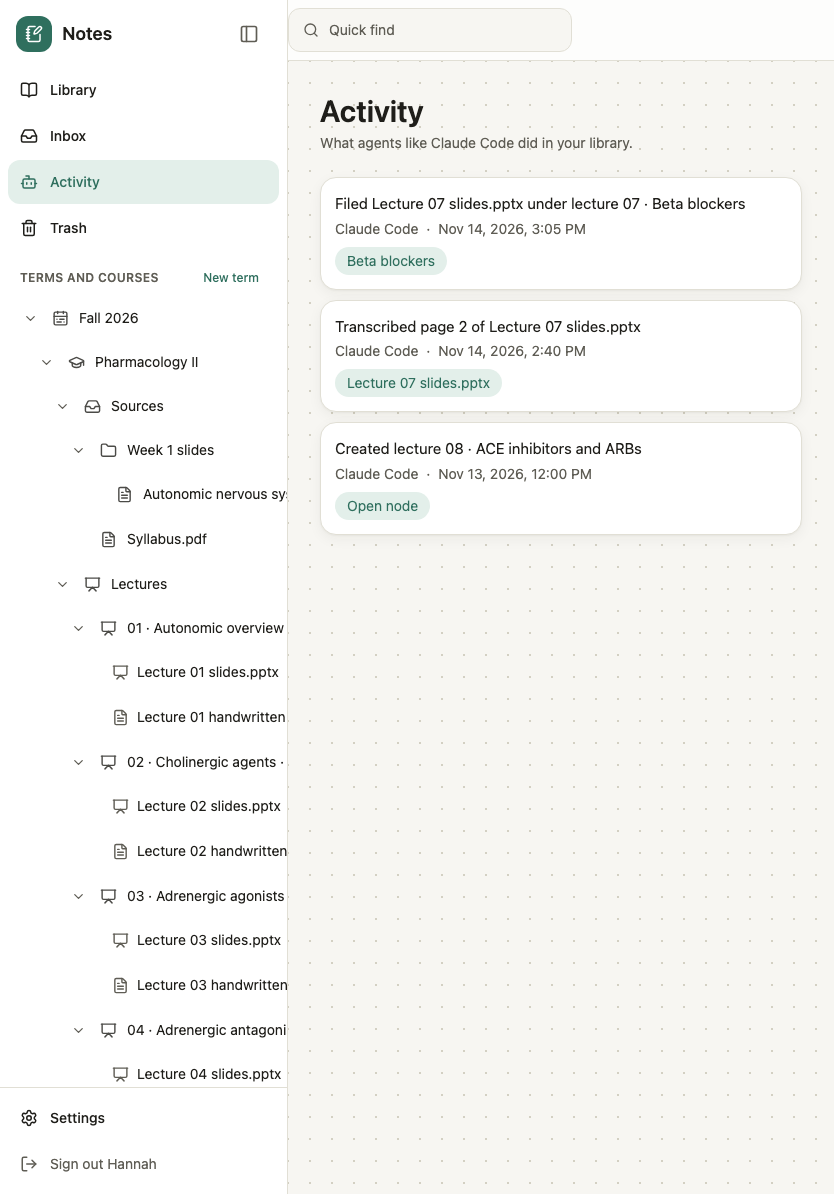 Notes
Quick find
Library
Inbox
Activity
Trash
TERMS AND COURSES
New term
Fall 2026
Pharmacology II
Sources
Week 1 slides
Autonomic nervous
Syllabus.pdf
Lectures
01 · Autonomic overview
Lecture 01 slides.pptx
Lecture 01 handwritten
02 · Cholinergic agents ·
Lecture 02 slides.pptx
Lecture 02 handwritten
03 · Adrenergic agonists
Lecture 03 slides.pptx
Lecture 03 handwritten
04 · Adrenergic antagoni
Lecture 04 slides.pptx
Settings
Sign out Hannah
Activity
What agents like Claude Code did in your library.
Filed Lecture 07 slides.pptx under lecture 07 · Beta blockers
Claude Code · Nov 14, 2026, 3:05 PM
Beta blockers
Transcribed page 2 of Lecture 07 slides.pptx
Claude Code · Nov 14, 2026, 2:40 PM
Lecture 07 slides.pptx
Created lecture 08 · ACE inhibitors and ARBs
Claude Code · Nov 13, 2026, 12:00 PM
Open node